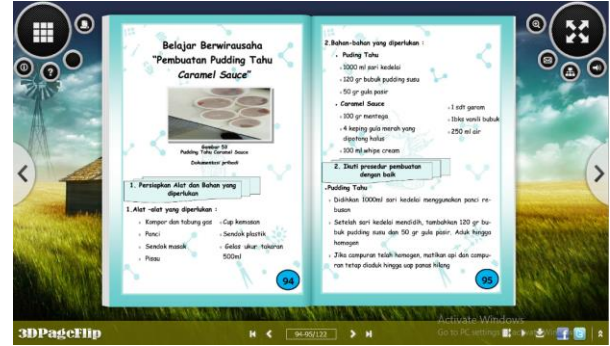 Belajar Berwirausaha
"Pembuatan Pudding Tahu
Caramel Sauce"
Gambar 50
Pudding Tahu Caramel Sauce
Dokumentasi pribadi
1. Persiapkan Alat dan Bahan yang
diperlukan
1.Alat -alat yang diperlukan :
Kompor dan tabung gas
Panci
Sendok masak
Pisau
Cup kemasan
Sendok plastik
Gelas ukur takaran
500ml
94
2.Bahan-bahan yang diperlukan :
Puding Tahu
1000 ml sari kedelai
120 gr bubuk pudding susu
50 gr gula pasir
Caramel Sauce
100 gr mentega
4 keping gula merah yang
dipotong halus
100 ml whipe cream
1 sdt garam
1bks vanili bubuk
250 ml air
2. Ikuti prosedur pembuatan
dengan baik
Pudding Tahu
Didihkan 1000ml sari kedelai menggunakan panci re-
busan
Setelah sari kedelai mendidih, tambahkan 120 gr bu-
buk pudding susu dan 50 gr gula pasir. Aduk hingga
homogen
Jika campuran telah homogen, matikan api dan campu-
ran tetap diaduk hingga uap panas hilang
95
Activate Windows
Go to PC settings
3DPageFlip
94-95/122